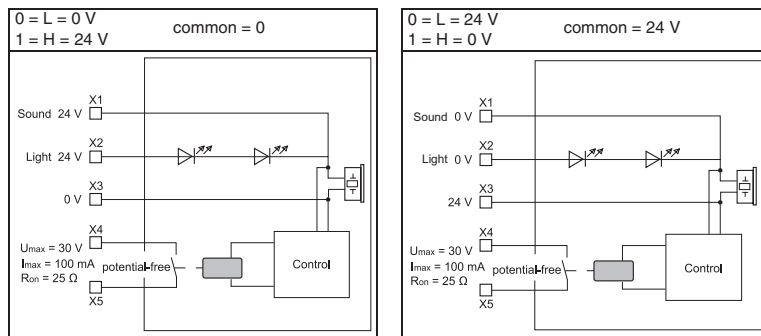 0 = L = 0 V
1 = H = 24 V
common = 0
X1
Sound 24 V
X2
Light 24 V
X3
0 V
X4
Umax = 30 V
Imax = 100 mA
Ron = 25 Ω
potential-free
Control
X5
0 = L = 24 V
1 = H = 0 V
common = 24 V
X1
Sound 0 V
X2
Light 0 V
X3
24 V
X4
Umax = 30 V
Imax = 100 mA
Ron = 25 Ω
potential-free
Control
X5